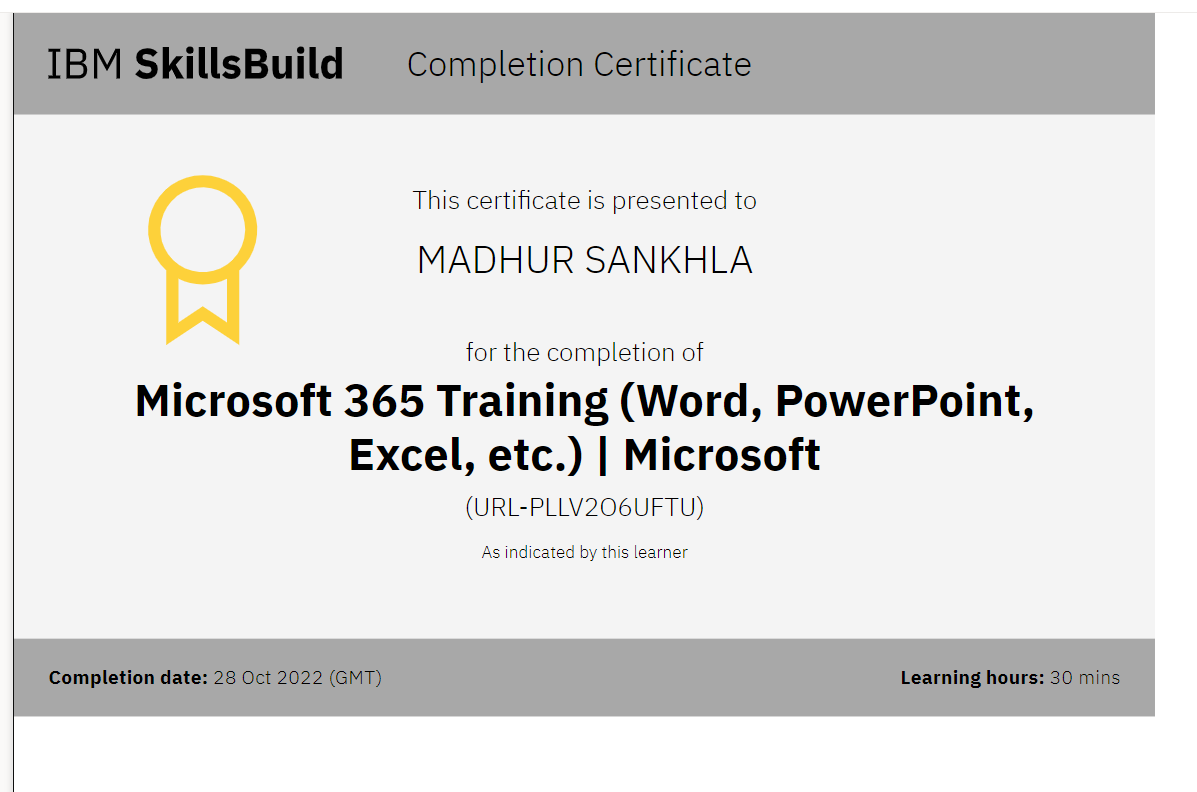 IBM SkillsBuild Completion Certificate
This certificate is presented to
MADHUR SANKHLA
for the completion of
Microsoft 365 Training (Word, PowerPoint,
Excel, etc.) | Microsoft
(URL-PLLV2O6UFTU)
As indicated by this learner
Completion date: 28 Oct 2022 (GMT) Learning hours: 30 mins